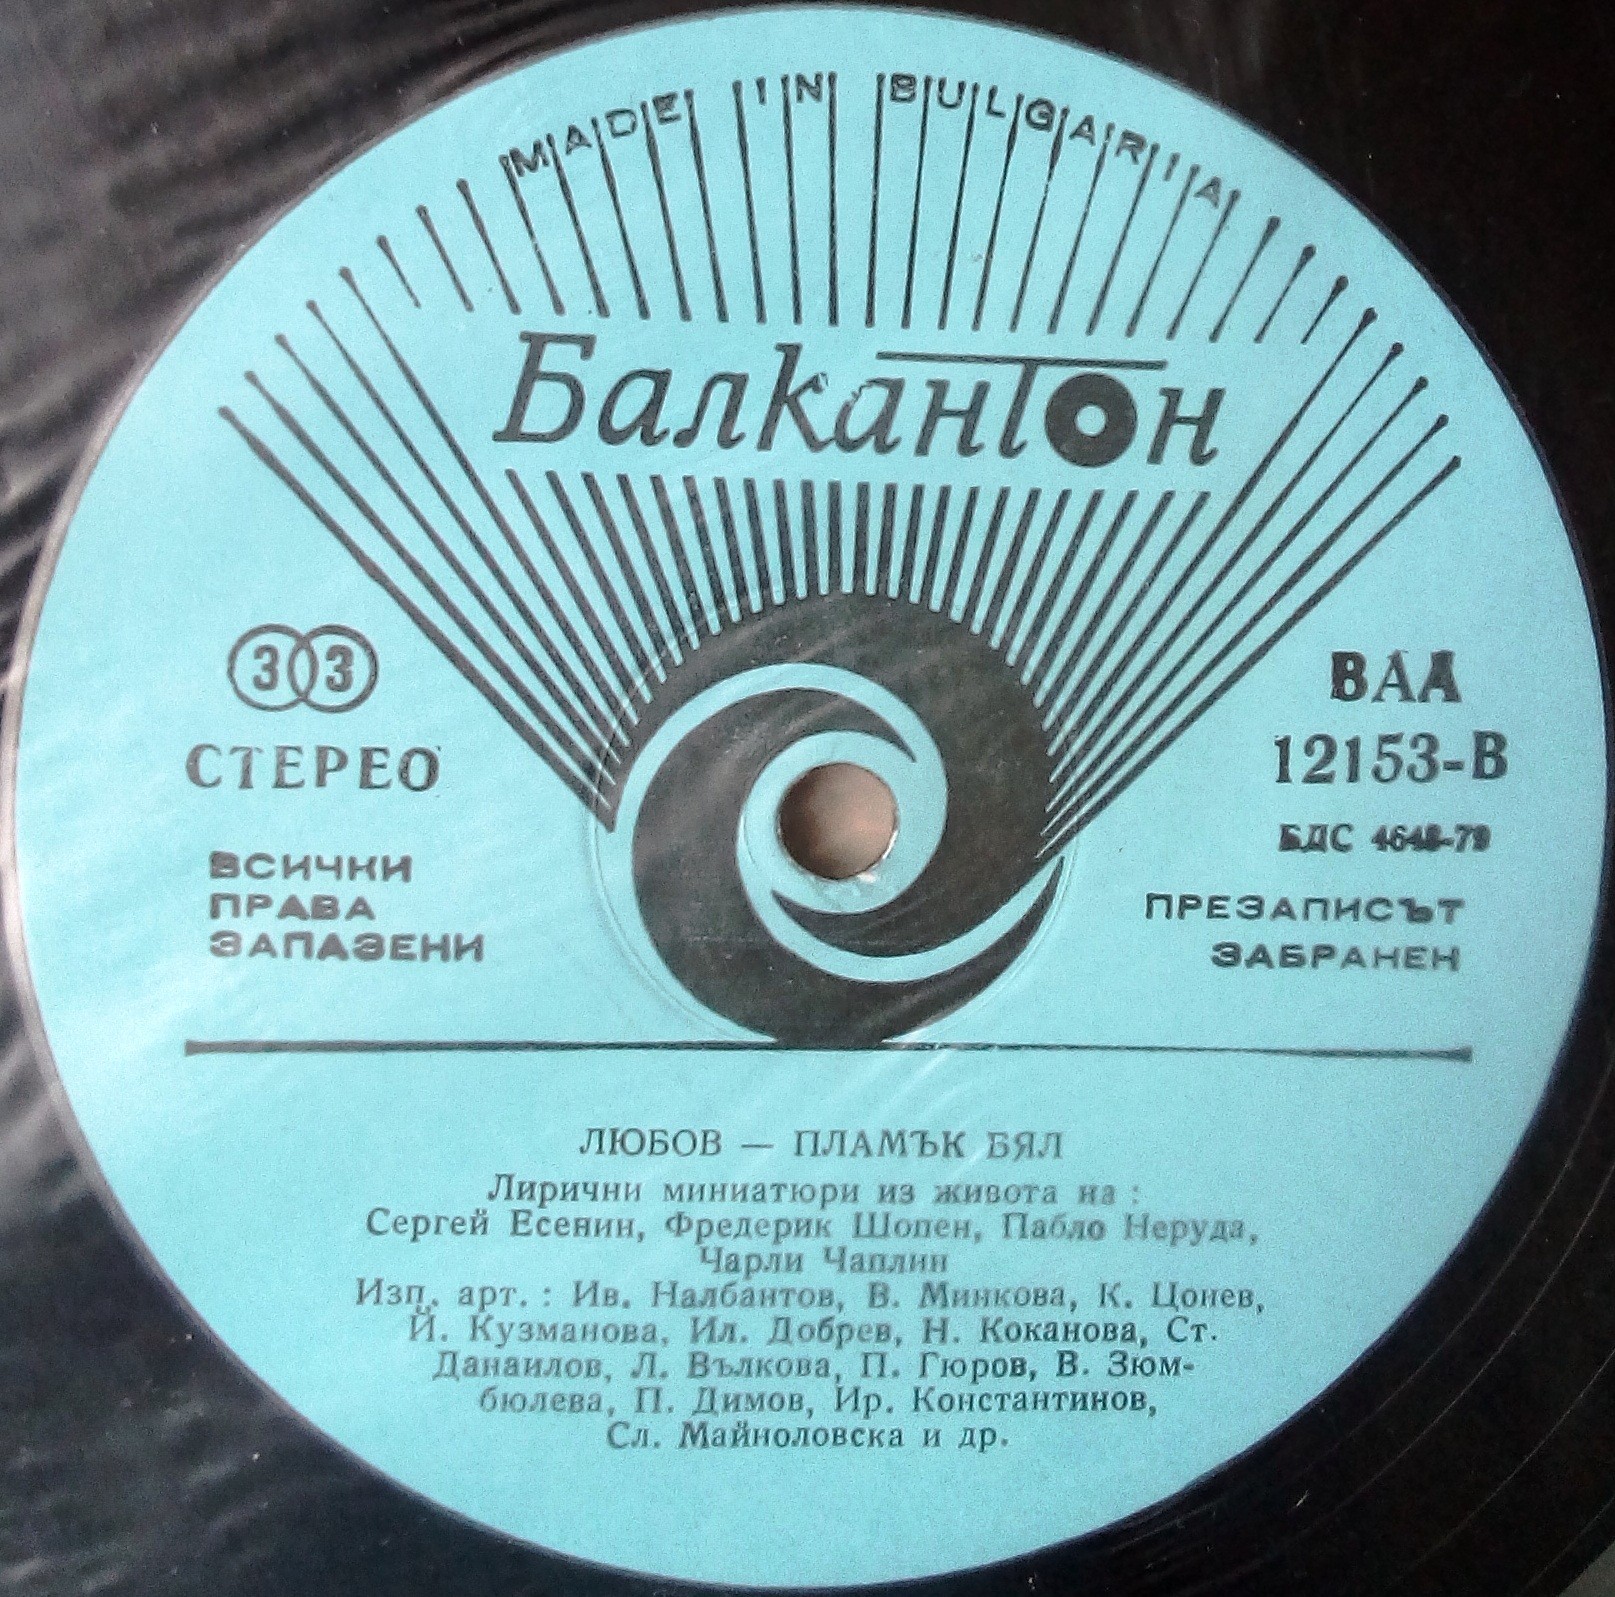 MADE IN BULGARIA
Балкантон
33
СТЕРЕО
ВСИЧКИ
ПРАВА
ЗАПАЗЕНИ
ВАА
12153-В
БДС 4648-79
ПРЕЗАПИСЪТ
ЗАБРАНЕН
ЛЮБОВ — ПЛАМЪК БЯЛ
Лирични миниатюри из живота на :
Сергей Есенин, Фредерик Шопен, Пабло Неруда,
Чарли Чаплин
Изп. арт. : Ив. Налбантов, В. Минкова, К. Цонев,
Й. Кузманова, Ил. Добрев, Н. Коканова, Ст.
Данаилов, Л. Вълкова, П. Гюров, В. Зюм-
бюлева, П. Димов, Ир. Константинов,
Сл. Майноловска и др.